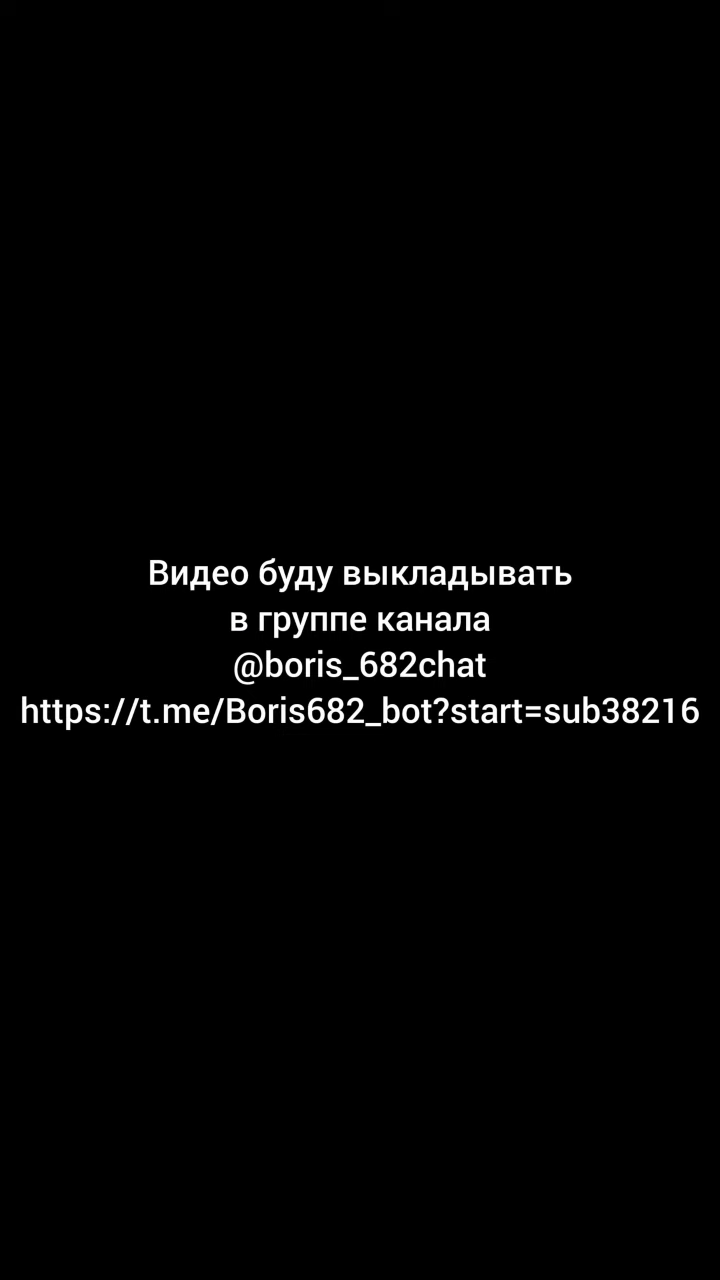 Видео буду выкладывать
в группе канала
@boris_682chat
https://t.me/Boris682_bot?start=sub38216